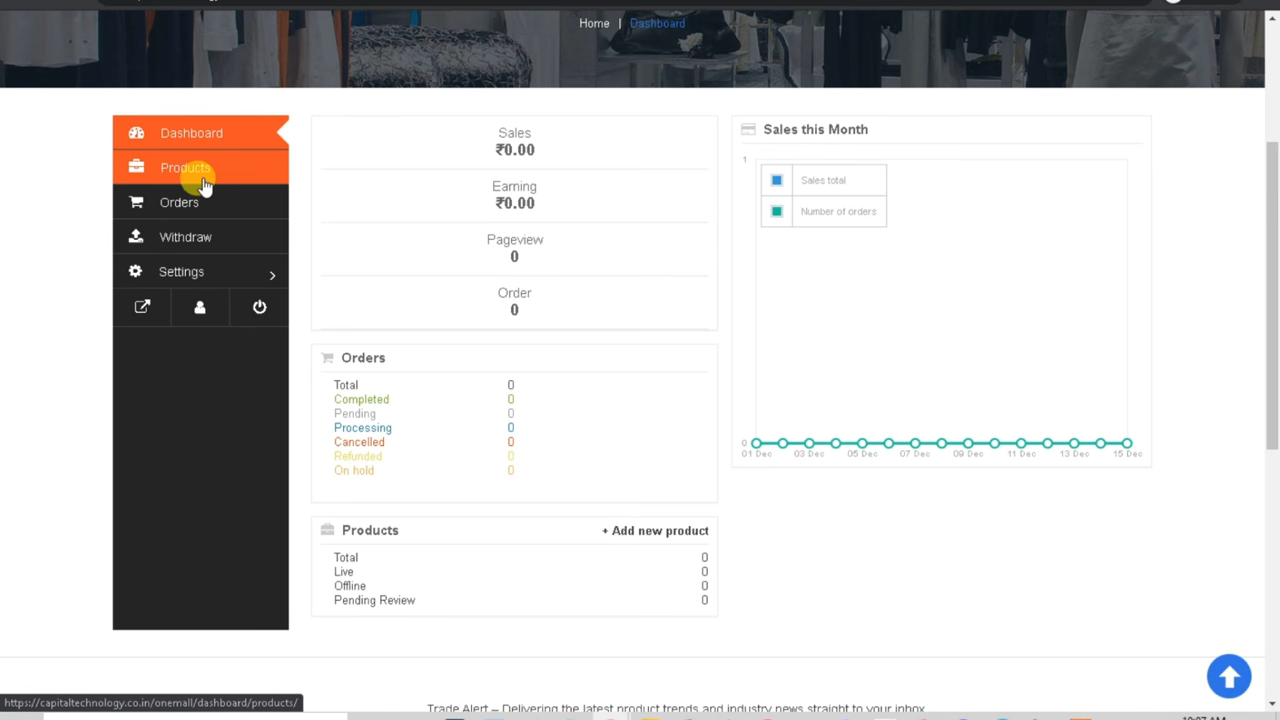 Home | Dashboard
Dashboard
Products
Orders
Withdraw
Settings
Sales
₹0.00
Earning
₹0.00
Pageview
0
Order
0
Orders
Total 0
Completed 0
Pending 0
Processing 0
Cancelled 0
Refunded 0
On hold 0
Products + Add new product
Total 0
Live 0
Offline 0
Pending Review 0
Sales this Month
1
Sales total
Number of orders
0
01 Dec 03 Dec 05 Dec 07 Dec 09 Dec 11 Dec 13 Dec 15 Dec
Trade Alert – Delivering the latest product trends and industry news straight to your inbox.
https://capitaltechnology.co.in/onemall/dashboard/products/